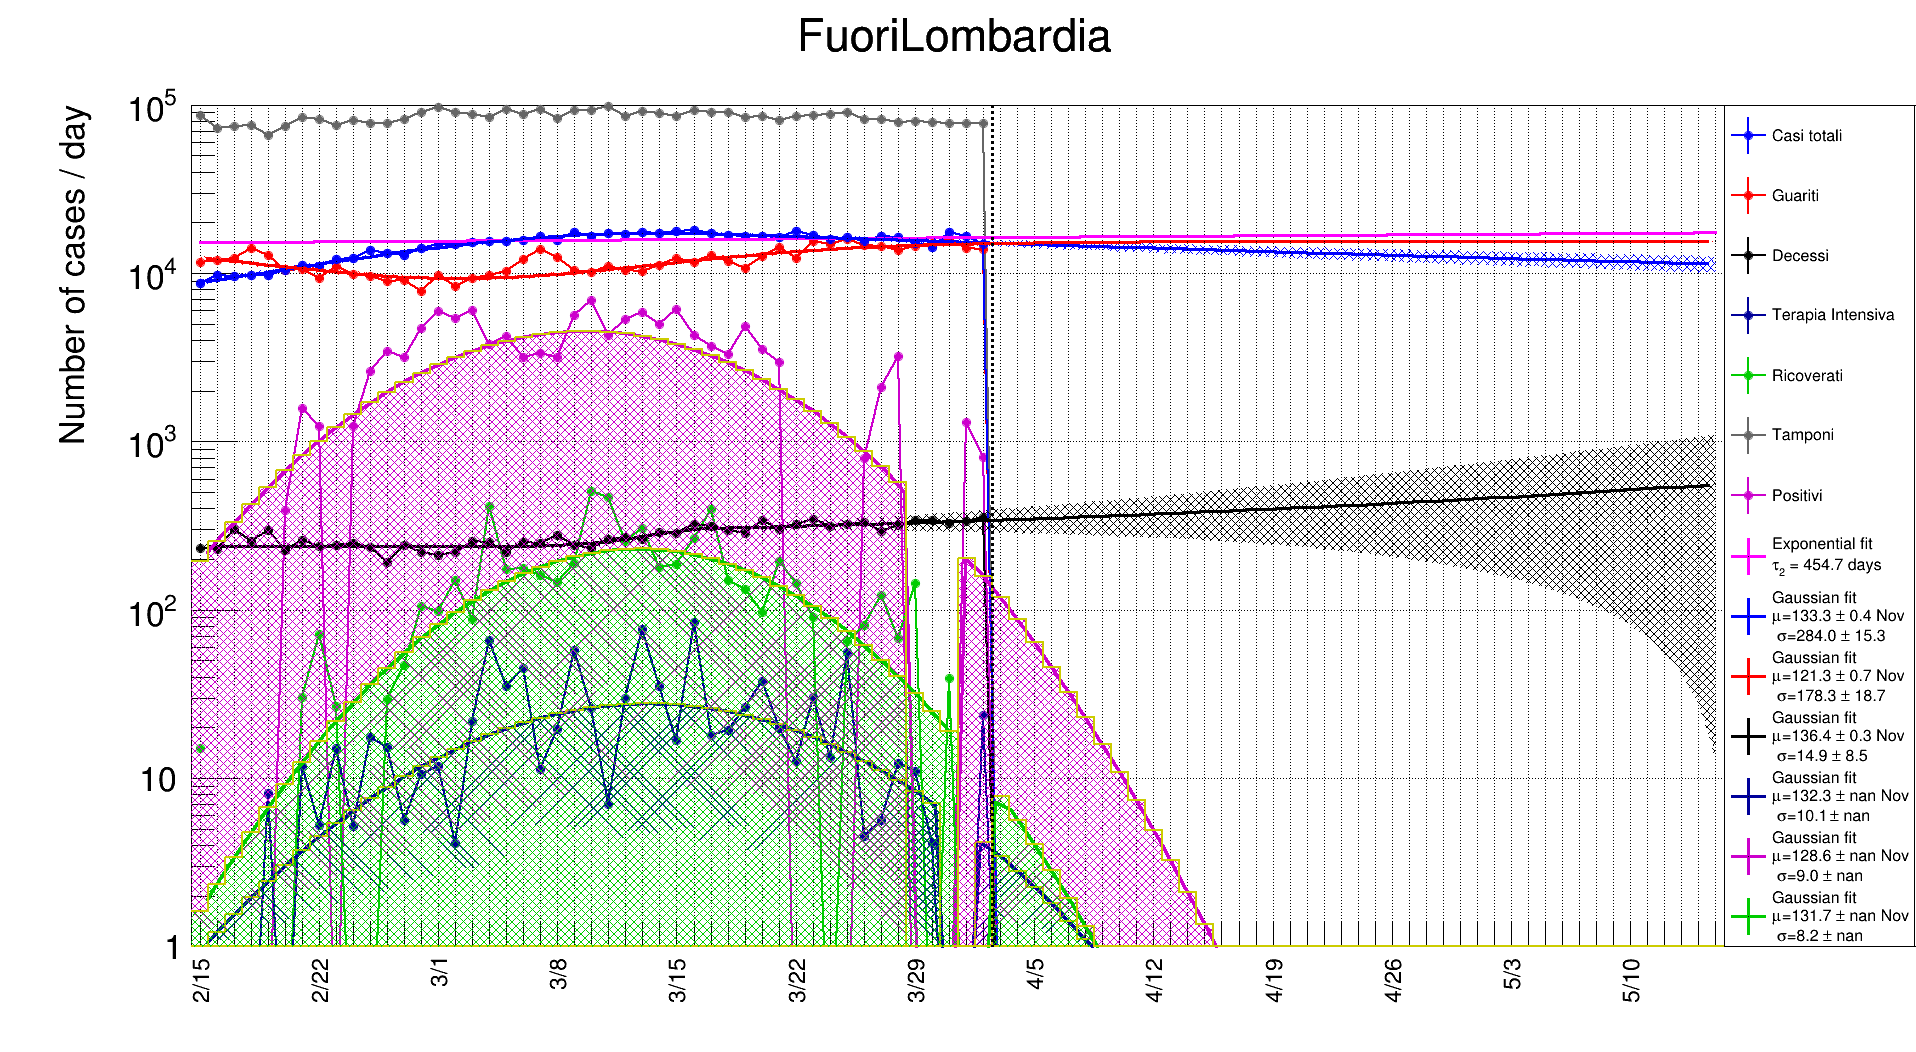 FuoriLombardia
Number of cases / day
10^5
10^4
10^3
10^2
10
1
2/15
2/22
3/1
3/8
3/15
3/22
3/29
4/5
4/12
4/19
4/26
5/3
5/10
Casi totali
Guariti
Decessi
Terapia Intensiva
Ricoverati
Tamponi
Positivi
Exponential fit
τ₂ = 454.7 days
Gaussian fit
μ=133.3 ± 0.4 Nov
σ=284.0 ± 15.3
Gaussian fit
μ=121.3 ± 0.7 Nov
σ=178.3 ± 18.7
Gaussian fit
μ=136.4 ± 0.3 Nov
σ=14.9 ± 8.5
Gaussian fit
μ=132.3 ± nan Nov
σ=10.1 ± nan
Gaussian fit
μ=128.6 ± nan Nov
σ=9.0 ± nan
Gaussian fit
μ=131.7 ± nan Nov
σ=8.2 ± nan